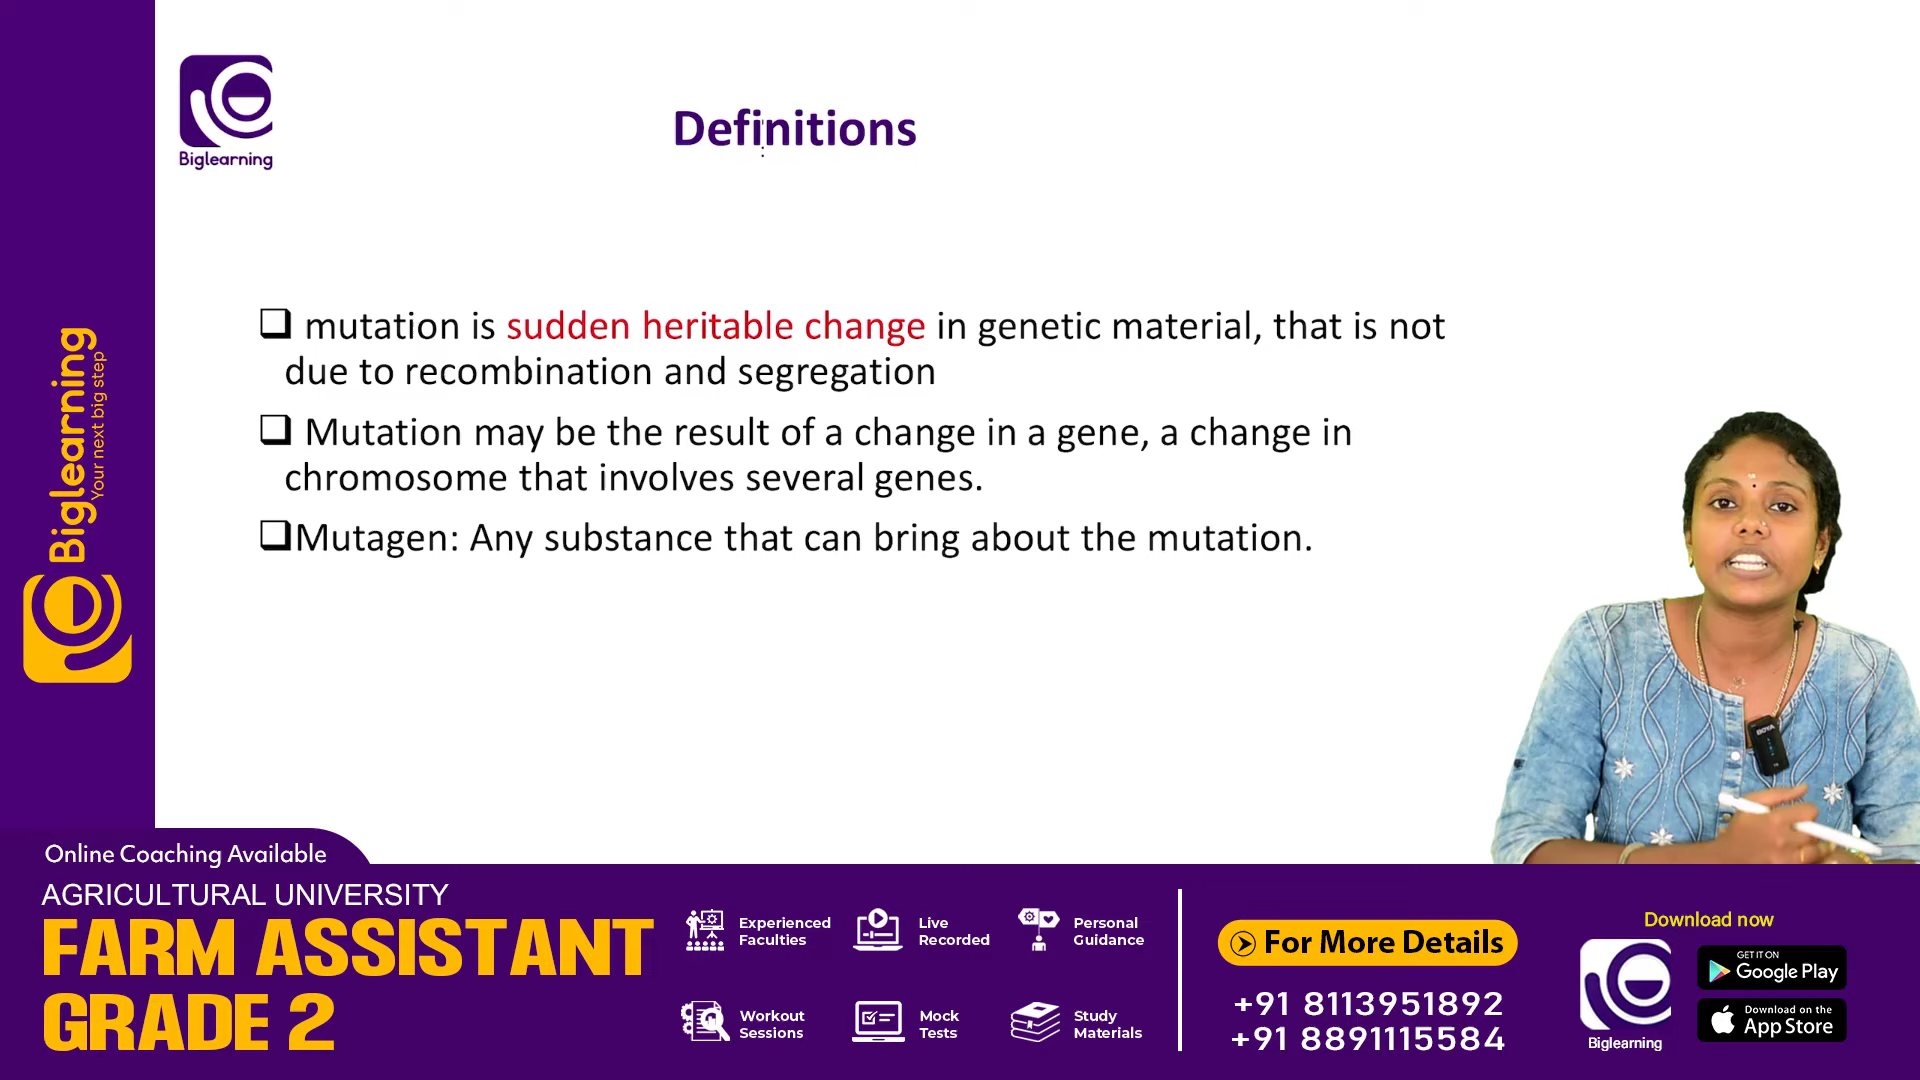 Biglearning
Definitions
mutation is sudden heritable change in genetic material, that is not
due to recombination and segregation
Mutation may be the result of a change in a gene, a change in
chromosome that involves several genes.
Mutagen: Any substance that can bring about the mutation.
Biglearning
Your next big step
BOYA
Online Coaching Available
AGRICULTURAL UNIVERSITY
FARM ASSISTANT
GRADE 2
Experienced
Faculties
Live
Recorded
Personal
Guidance
Workout
Sessions
Mock
Tests
Study
Materials
For More Details
+91 8113951892
+91 8891115584
Download now
Biglearning
GET IT ON
Google Play
Download on the
App Store